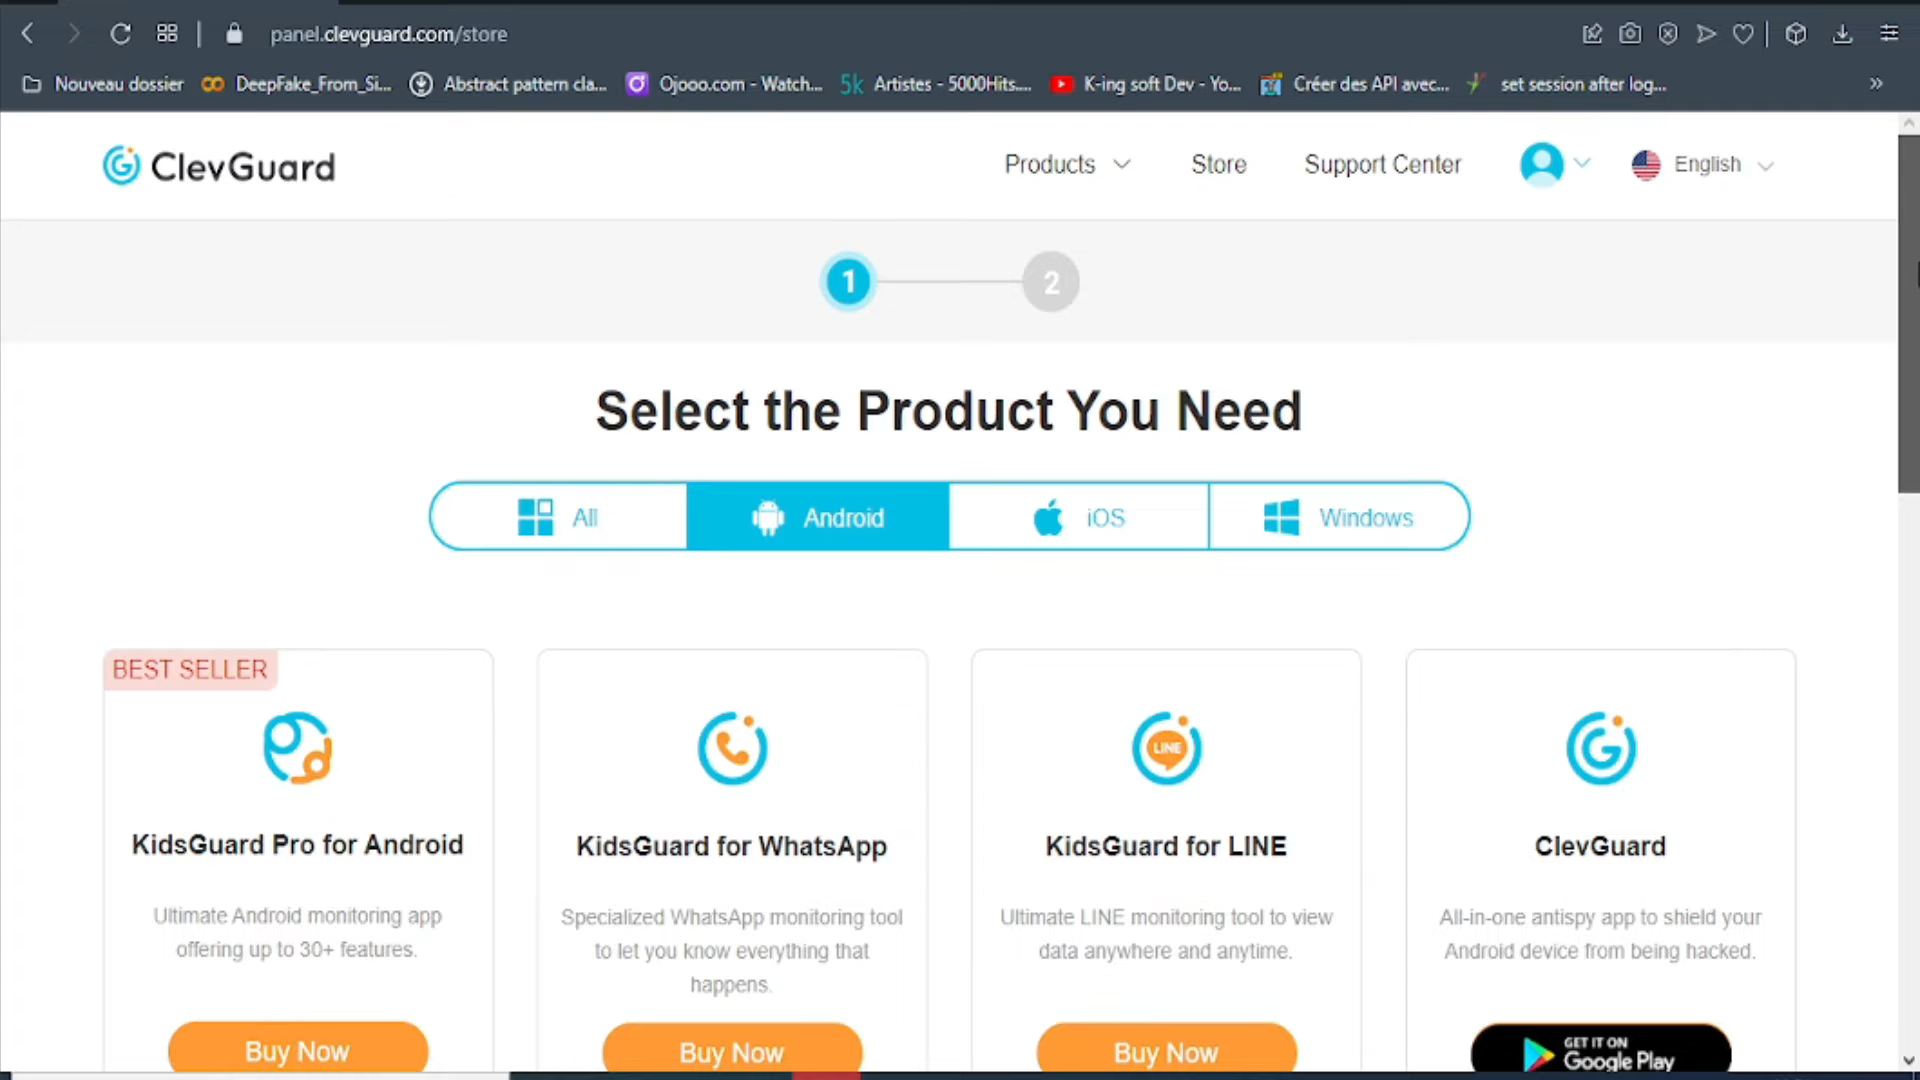 panel.clevguard.com/store
Nouveau dossier DeepFake_From_Si... Abstract pattern cla... Ojooo.com - Watch... Artistes - 5000Hits.... K-ing soft Dev - Yo... Créer des API avec... set session after log...
ClevGuard Products Store Support Center English
1 2
Select the Product You Need
All Android iOS Windows
BEST SELLER
KidsGuard Pro for Android
Ultimate Android monitoring app
offering up to 30+ features.
Buy Now
KidsGuard for WhatsApp
Specialized WhatsApp monitoring tool
to let you know everything that
happens.
Buy Now
LINE
KidsGuard for LINE
Ultimate LINE monitoring tool to view
data anywhere and anytime.
Buy Now
ClevGuard
All-in-one antispy app to shield your
Android device from being hacked.
GET IT ON
Google Play